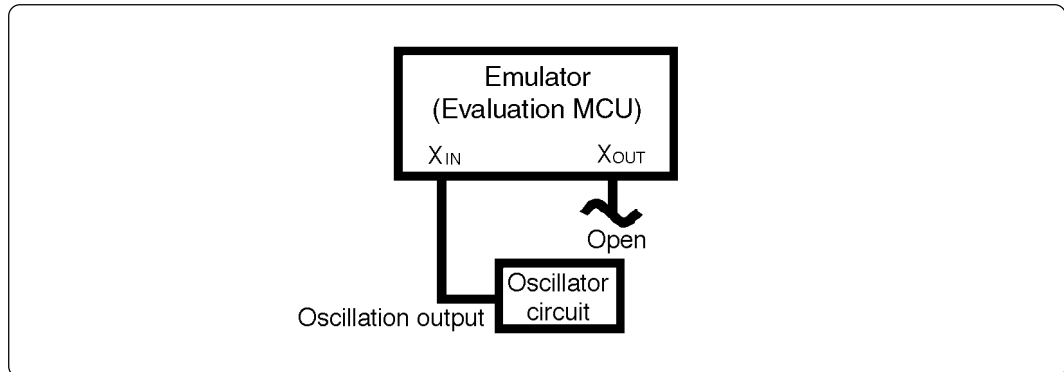 Emulator
(Evaluation MCU)
XIN XOUT
Open
Oscillator
circuit
Oscillation output